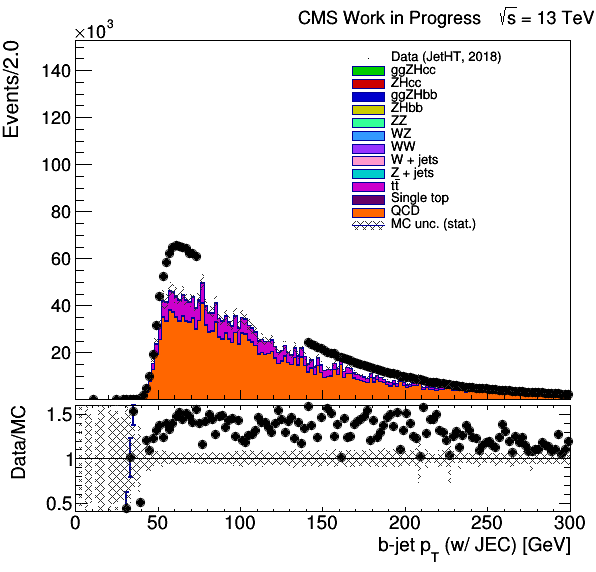 CMS Work in Progress √s = 13 TeV
×10³
Events/2.0
140
120
100
80
60
40
20
Data (JetHT, 2018)
ggZHcc
ZHcc
ggZHbb
ZHbb
ZZ
WZ
WW
W + jets
Z + jets
tt̄
Single top
QCD
MC unc. (stat.)
Data/MC
1.5
1
0.5
0 50 100 150 200 250 300
b-jet p_T (w/ JEC) [GeV]